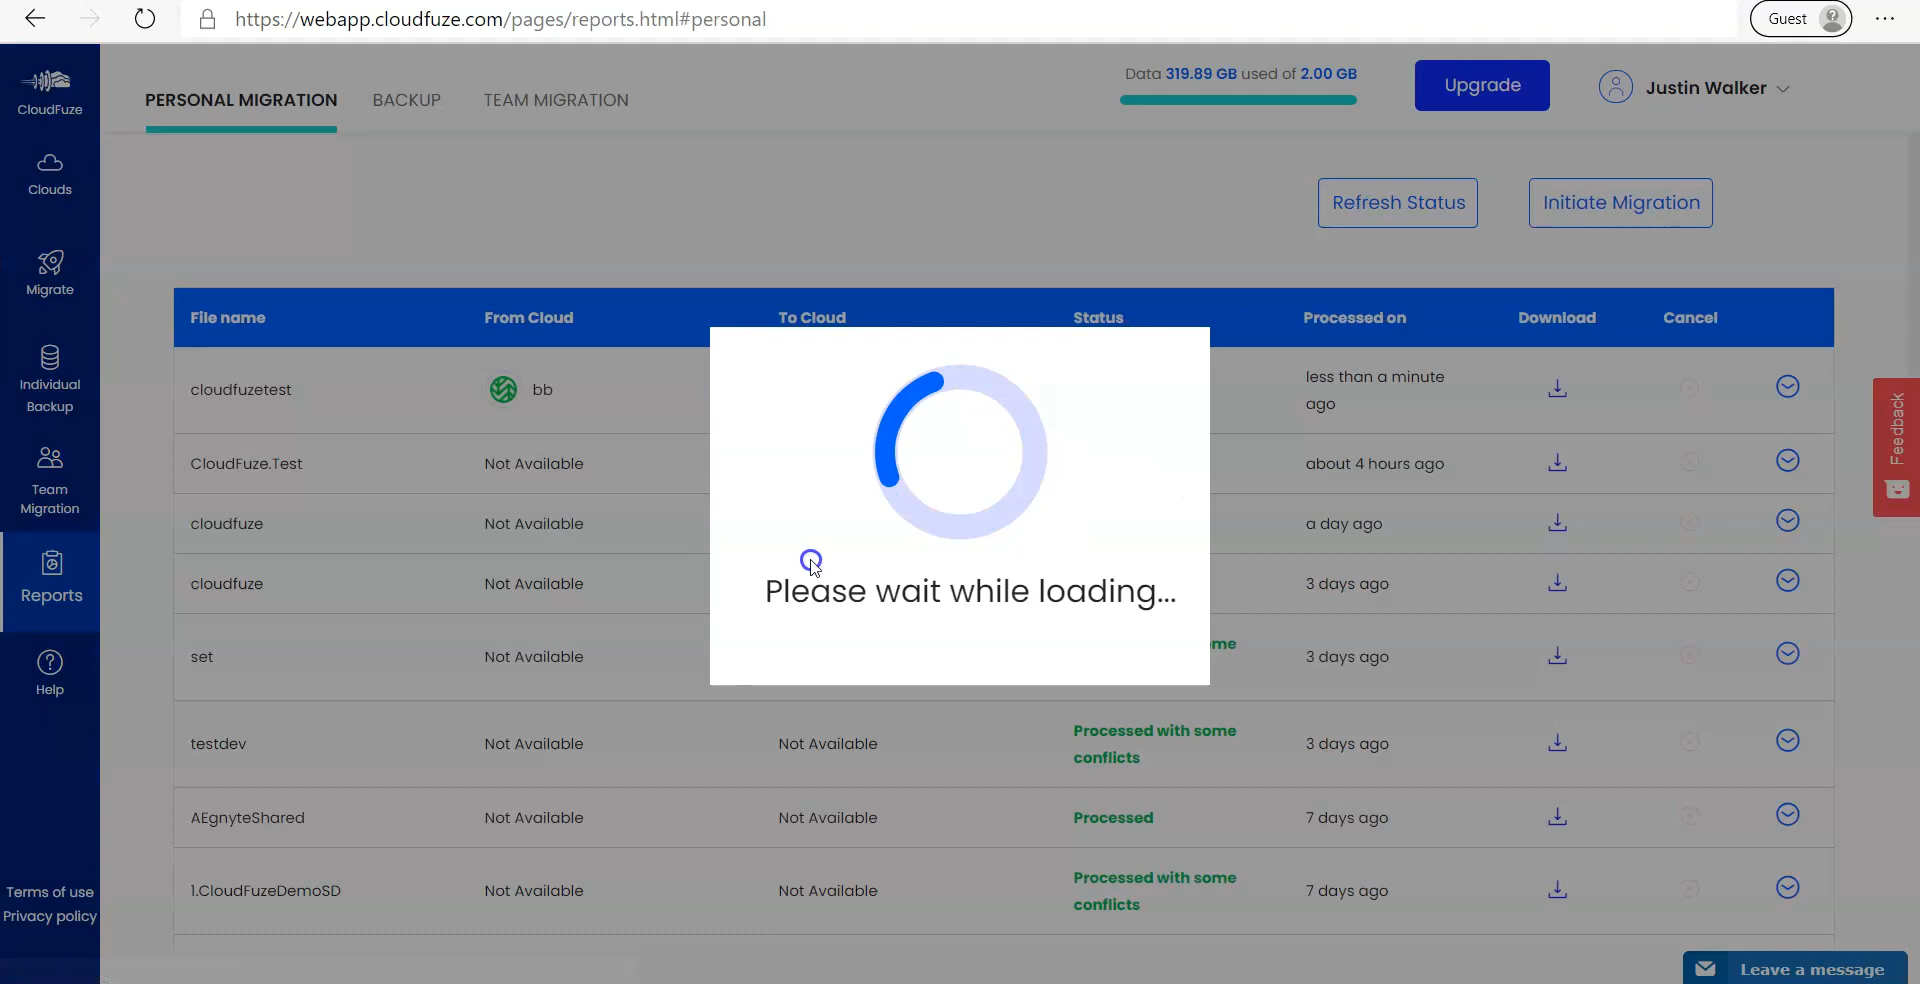 https://webapp.cloudfuze.com/pages/reports.html#personal
Guest
CloudFuze
PERSONAL MIGRATION
BACKUP
TEAM MIGRATION
Data 319.89 GB used of 2.00 GB
Upgrade
Justin Walker
Clouds
Migrate
Individual
Backup
Team
Migration
Reports
Help
Terms of use
Privacy policy
Refresh Status
Initiate Migration
File name From Cloud To Cloud Status Processed on Download Cancel
cloudfuzetest bb less than a minute
ago
CloudFuze.Test Not Available about 4 hours ago
cloudfuze Not Available a day ago
cloudfuze Not Available 3 days ago
set Not Available me 3 days ago
testdev Not Available Not Available Processed with some
conflicts 3 days ago
AEgnyteShared Not Available Not Available Processed 7 days ago
1.CloudFuzeDemoSD Not Available Not Available Processed with some
conflicts 7 days ago
Please wait while loading...
Feedback
Leave a message